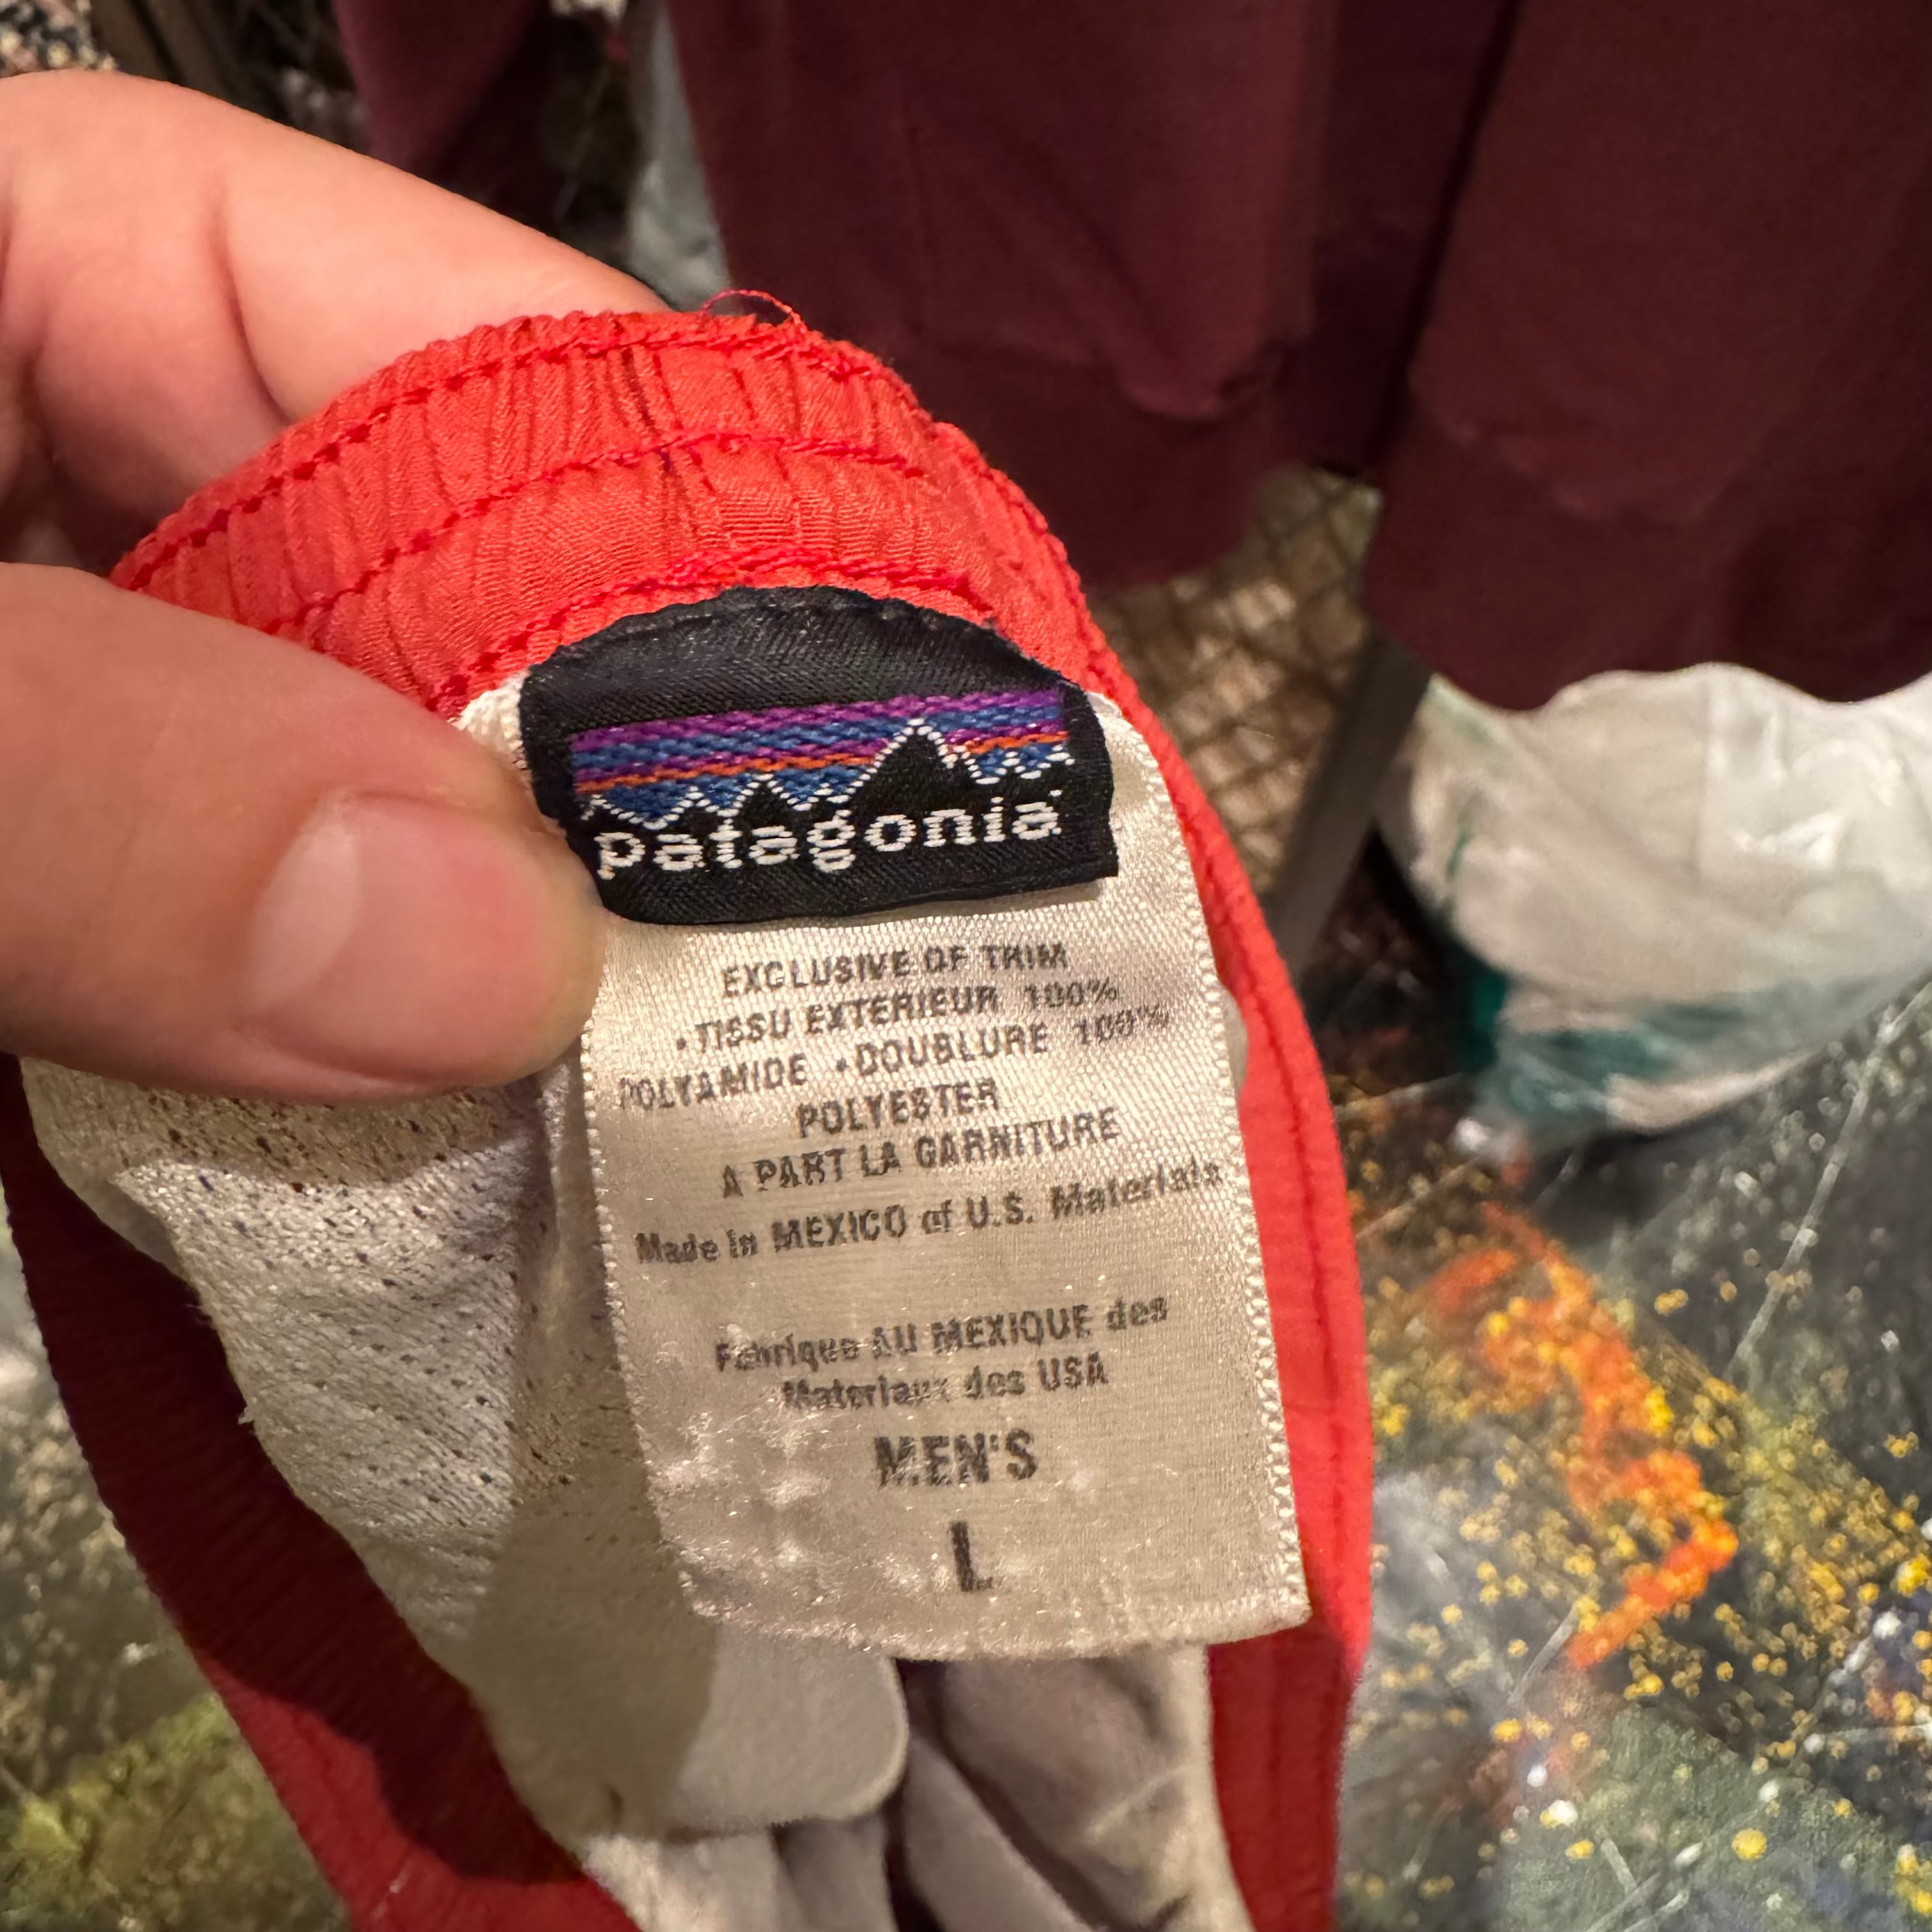 patagonia
EXCLUSIVE OF TRIM
•TISSU EXTERIEUR 100%
POLYAMIDE •DOUBLURE 100%
POLYESTER
A PART LA GARNITURE
Made in MEXICO of U.S. Materials
Fabrique AU MEXIQUE des
Materiaux des USA
MEN'S
L